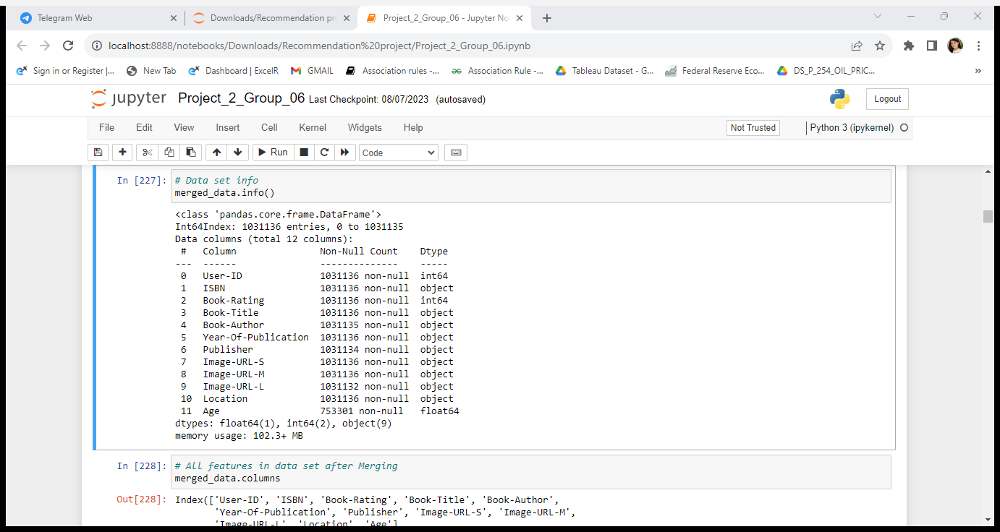 Telegram Web
Downloads/Recommendation pro
Project_2_Group_06 - Jupyter No
localhost:8888/notebooks/Downloads/Recommendation%20project/Project_2_Group_06.ipynb
Sign in or Register |... New Tab Dashboard | ExcelR GMAIL Association rules -... Association Rule -... Tableau Dataset - G... Federal Reserve Eco... DS_P_254_OIL_PRIC... »
jupyter Project_2_Group_06 Last Checkpoint: 08/07/2023 (autosaved) Logout
File Edit View Insert Cell Kernel Widgets Help Not Trusted Python 3 (ipykernel)
Run Code
In [227]: # Data set info
merged_data.info()
<class 'pandas.core.frame.DataFrame'>
Int64Index: 1031136 entries, 0 to 1031135
Data columns (total 12 columns):
# Column Non-Null Count Dtype
--- ------ -------------- -----
0 User-ID 1031136 non-null int64
1 ISBN 1031136 non-null object
2 Book-Rating 1031136 non-null int64
3 Book-Title 1031136 non-null object
4 Book-Author 1031135 non-null object
5 Year-Of-Publication 1031136 non-null object
6 Publisher 1031134 non-null object
7 Image-URL-S 1031136 non-null object
8 Image-URL-M 1031136 non-null object
9 Image-URL-L 1031132 non-null object
10 Location 1031136 non-null object
11 Age 753301 non-null float64
dtypes: float64(1), int64(2), object(9)
memory usage: 102.3+ MB
In [228]: # All features in data set after Merging
merged_data.columns
Out[228]: Index(['User-ID', 'ISBN', 'Book-Rating', 'Book-Title', 'Book-Author',
'Year-Of-Publication', 'Publisher', 'Image-URL-S', 'Image-URL-M',
'Image-URL-L', 'Location', 'Age']